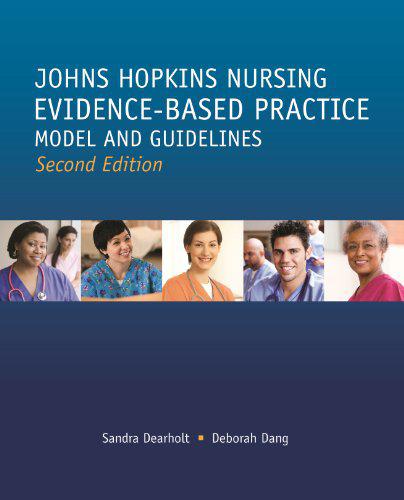 JOHNS HOPKINS NURSING
EVIDENCE-BASED PRACTICE
MODEL AND GUIDELINES
Second Edition
Sandra Dearholt ▪ Deborah Dang